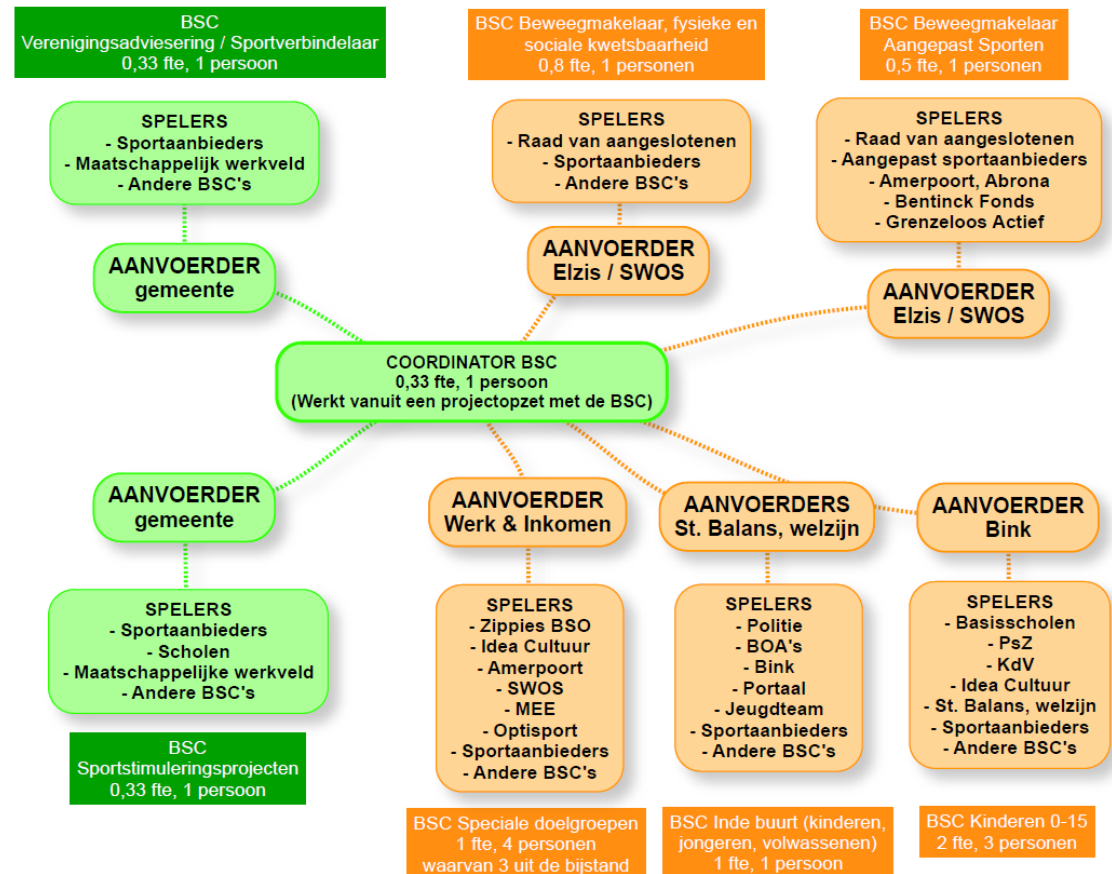 BSC
Verenigingsadviesering / Sportverbindelaar
0,33 fte, 1 persoon
BSC Beweegmakelaar, fysieke en
sociale kwetsbaarheid
0,8 fte, 1 personen
BSC Beweegmakelaar
Aangepast Sporten
0,5 fte, 1 personen
SPELERS
- Sportaanbieders
- Maatschappelijk werkveld
- Andere BSC's
SPELERS
- Raad van aangeslotenen
- Sportaanbieders
- Andere BSC's
SPELERS
- Raad van aangeslotenen
- Aangepast sportaanbieders
- Amerpoort, Abrona
- Bentinck Fonds
- Grenzeloos Actief
AANVOERDER
gemeente
AANVOERDER
Elzis / SWOS
AANVOERDER
Elzis / SWOS
COORDINATOR BSC
0,33 fte, 1 persoon
(Werkt vanuit een projectopzet met de BSC)
AANVOERDER
gemeente
AANVOERDER
Werk & Inkomen
AANVOERDERS
St. Balans, welzijn
AANVOERDER
Bink
SPELERS
- Sportaanbieders
- Scholen
- Maatschappelijke werkveld
- Andere BSC's
SPELERS
- Zippies BSO
- Idea Cultuur
- Amerpoort
- SWOS
- MEE
- Optisport
- Sportaanbieders
- Andere BSC's
SPELERS
- Politie
- BOA's
- Bink
- Portaal
- Jeugdteam
- Sportaanbieders
- Andere BSC's
SPELERS
- Basisscholen
- PsZ
- KdV
- Idea Cultuur
- St. Balans, welzijn
- Sportaanbieders
- Andere BSC's
BSC
Sportstimuleringsprojecten
0,33 fte, 1 persoon
BSC Speciale doelgroepen
1 fte, 4 personen
waarvan 3 uit de bijstand
BSC Inde buurt (kinderen,
jongeren, volwassenen)
1 fte, 1 persoon
BSC Kinderen 0-15
2 fte, 3 personen